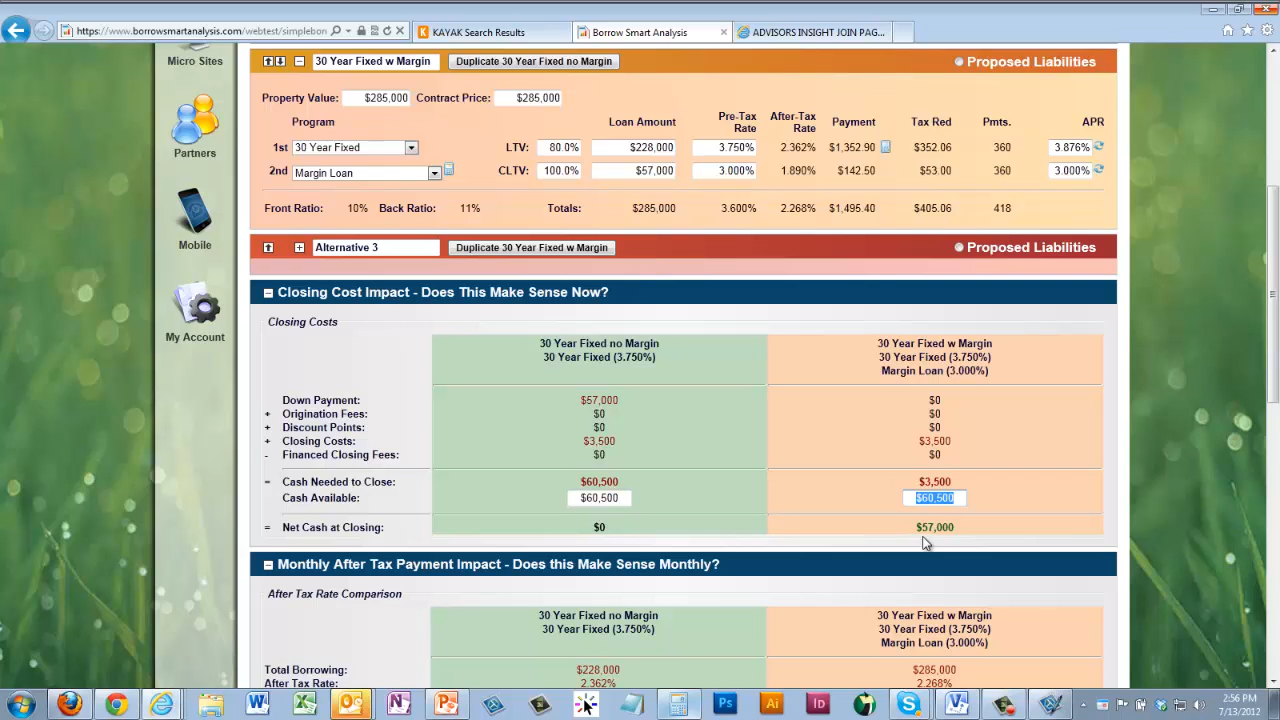 https://www.borrowsmartanalysis.com/webtest/simplebon
KAYAK Search Results
Borrow Smart Analysis
ADVISORS INSIGHT JOIN PAG...
Micro Sites
Partners
Mobile
My Account
30 Year Fixed w Margin Duplicate 30 Year Fixed no Margin Proposed Liabilities
Property Value: $285,000 Contract Price: $285,000
Program Loan Amount Pre-Tax Rate After-Tax Rate Payment Tax Red Pmts. APR
1st 30 Year Fixed LTV: 80.0% $228,000 3.750% 2.362% $1,352.90 $352.06 360 3.876%
2nd Margin Loan CLTV: 100.0% $57,000 3.000% 1.890% $142.50 $53.00 360 3.000%
Front Ratio: 10% Back Ratio: 11% Totals: $285,000 3.600% 2.268% $1,495.40 $405.06 418
Alternative 3 Duplicate 30 Year Fixed w Margin Proposed Liabilities
Closing Cost Impact - Does This Make Sense Now?
Closing Costs
30 Year Fixed no Margin 30 Year Fixed w Margin
30 Year Fixed (3.750%) 30 Year Fixed (3.750%)
Margin Loan (3.000%)
Down Payment: $57,000 $0
+ Origination Fees: $0 $0
+ Discount Points: $0 $0
+ Closing Costs: $3,500 $3,500
- Financed Closing Fees: $0 $0
= Cash Needed to Close: $60,500 $3,500
Cash Available: $60,500 $60,500
= Net Cash at Closing: $0 $57,000
Monthly After Tax Payment Impact - Does this Make Sense Monthly?
After Tax Rate Comparison
30 Year Fixed no Margin 30 Year Fixed w Margin
30 Year Fixed (3.750%) 30 Year Fixed (3.750%)
Margin Loan (3.000%)
Total Borrowing: $228,000 $285,000
After Tax Rate: 2.362% 2.268%
2:56 PM
7/13/2012